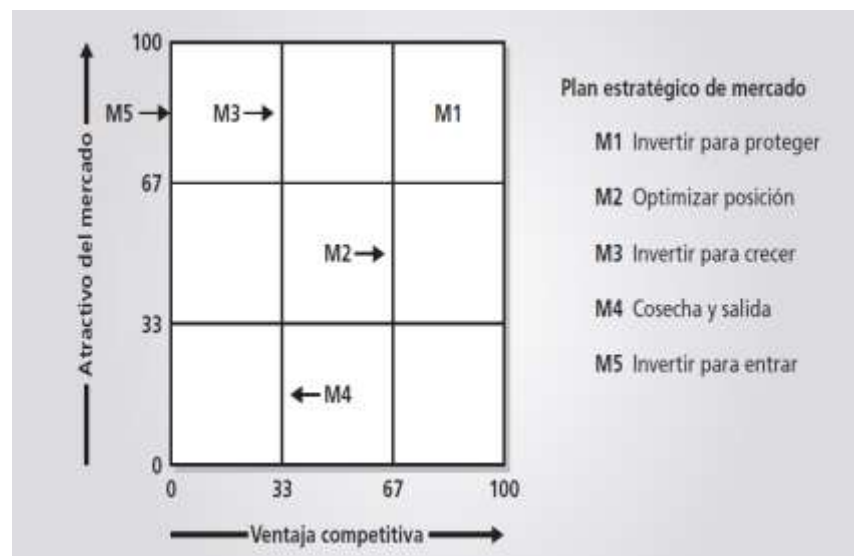 100
M5
M3
M1
Plan estratégico de mercado
M1 Invertir para proteger
67
M2 Optimizar posición
M2
M3 Invertir para crecer
33
M4 Cosecha y salida
M5 Invertir para entrar
M4
0
0 33 67 100
Atractivo del mercado
Ventaja competitiva